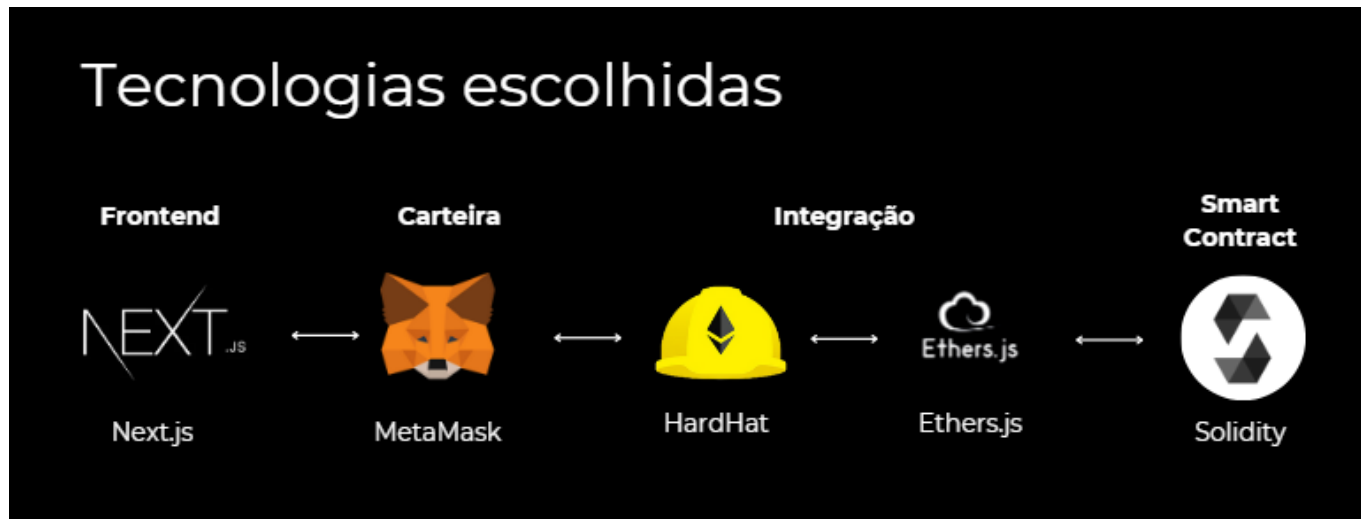 Tecnologias escolhidas
Frontend
Carteira
Integração
Smart
Contract
NEXT.JS
Ethers.js
Next.js
MetaMask
HardHat
Ethers.js
Solidity